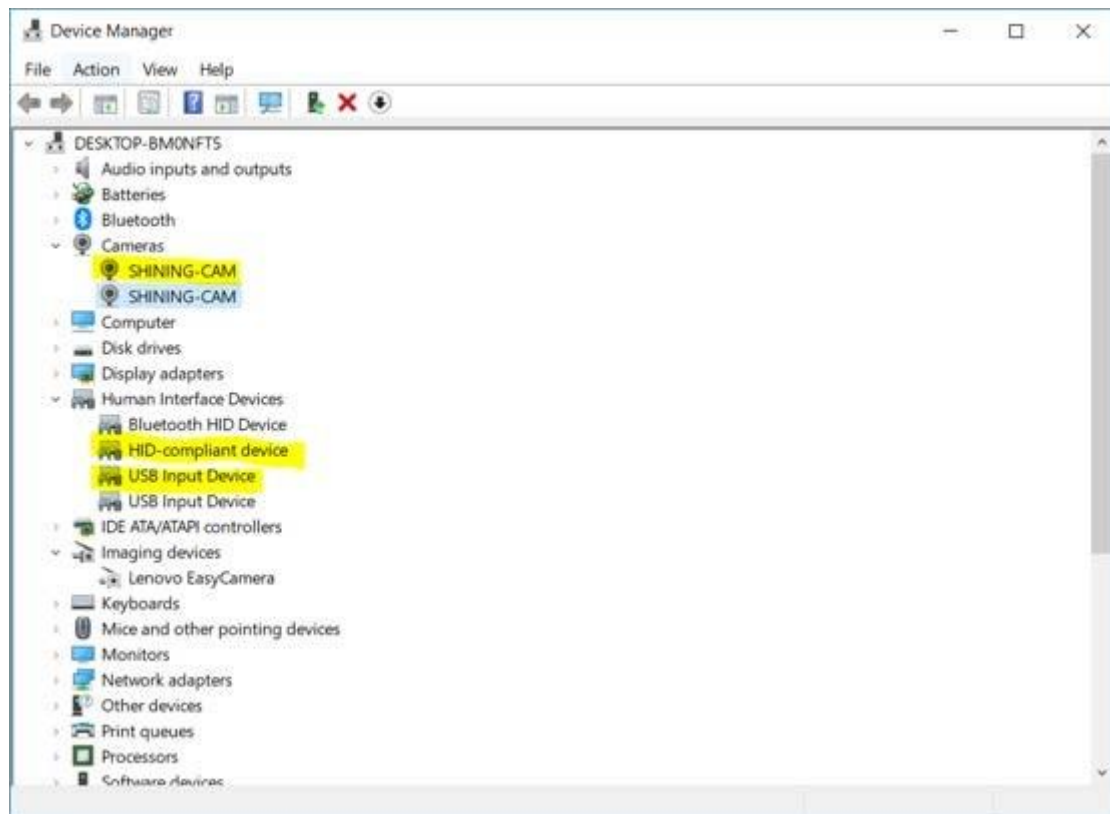 Device Manager
File Action View Help
DESKTOP-BM0NFTS
Audio inputs and outputs
Batteries
Bluetooth
Cameras
SHINING-CAM
SHINING-CAM
Computer
Disk drives
Display adapters
Human Interface Devices
Bluetooth HID Device
HID-compliant device
USB Input Device
USB Input Device
IDE ATA/ATAPI controllers
Imaging devices
Lenovo EasyCamera
Keyboards
Mice and other pointing devices
Monitors
Network adapters
Other devices
Print queues
Processors
Software devices